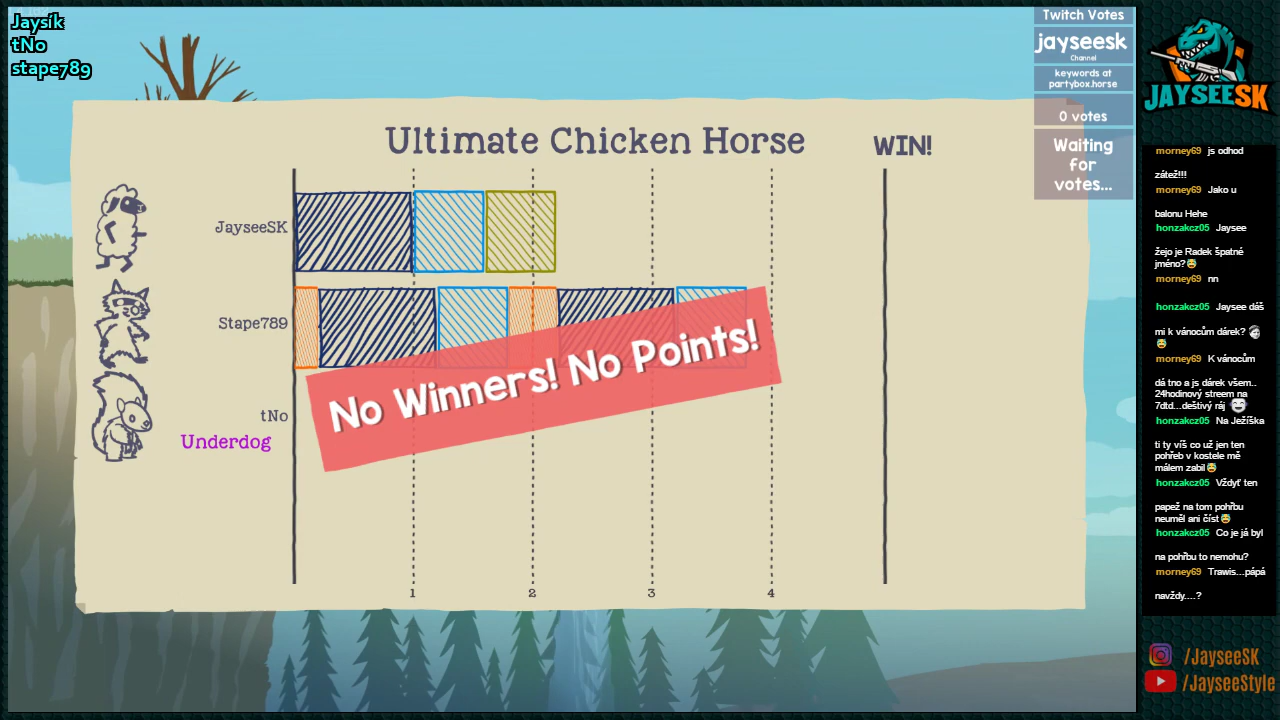 Jaysik
tNo
stape789
Twitch Votes
jayseesk
Channel
keywords at
partybox.horse
0 votes
Waiting
for
votes...
JAYSEESK
Ultimate Chicken Horse
WIN!
JayseeSK
Stape789
tNo
Underdog
No Winners! No Points!
1
2
3
4
morney69 js odhod
zátež!!!
morney69 Jako u
balonu Hehe
honzakcz05 Jaysee
žejo je Radek špatné
jméno?😅
morney69 nn
honzakcz05 Jaysee dáš
mi k vánocům dárek?
😅
morney69 K vánocům
dá tno a js dárek všem..
24hodinový streem na
7dtd...deštivý ráj
honzakcz05 Na Ježíška
ti ty víš co už jen ten
pohřeb v kostele mě
málem zabil😅
honzakcz05 Vždyť ten
papež na tom pohřbu
neuměl ani číst😅
honzakcz05 Co je já byl
na pohřbu to nemohu?
morney69 Trawis...pápá
navždy....?
/JayseeSK
/JayseeStyle